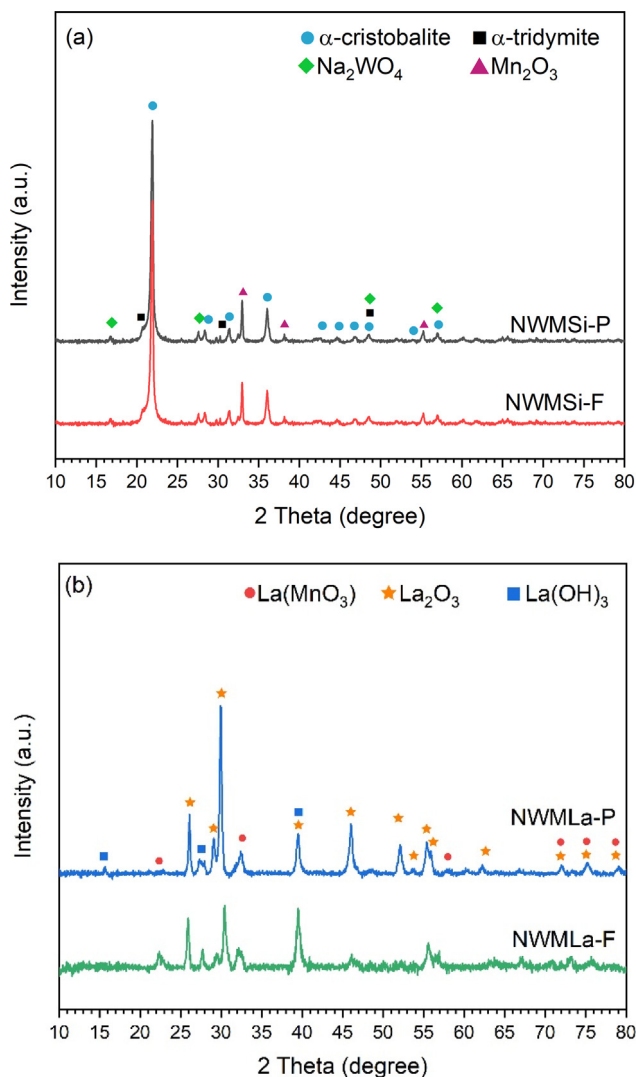 (a)
α-cristobalite α-tridymite
Na₂WO₄ Mn₂O₃
Intensity (a.u.)
NWMSi-P
NWMSi-F
10 15 20 25 30 35 40 45 50 55 60 65 70 75 80
2 Theta (degree)
(b)
La(MnO₃) La₂O₃ La(OH)₃
Intensity (a.u.)
NWMLa-P
NWMLa-F
10 15 20 25 30 35 40 45 50 55 60 65 70 75 80
2 Theta (degree)